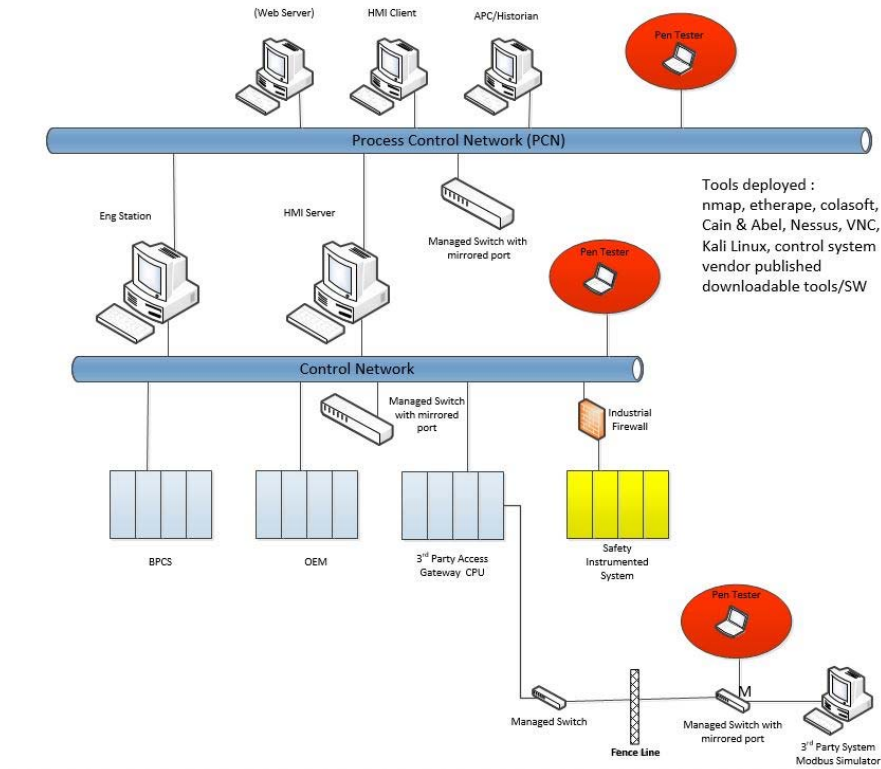 (Web Server)
HMI Client
APC/Historian
Pen Tester
Process Control Network (PCN)
Tools deployed :
nmap, etherape, colasoft,
Cain & Abel, Nessus, VNC,
Kali Linux, control system
vendor published
downloadable tools/SW
Eng Station
HMI Server
Managed Switch with
mirrored port
Pen Tester
Control Network
Managed Switch
with mirrored
port
Industrial
Firewall
BPCS
OEM
3rd Party Access
Gateway CPU
Safety
Instrumented
System
Pen Tester
M
Managed Switch
Fence Line
Managed Switch with
mirrored port
3rd Party System
Modbus Simulator